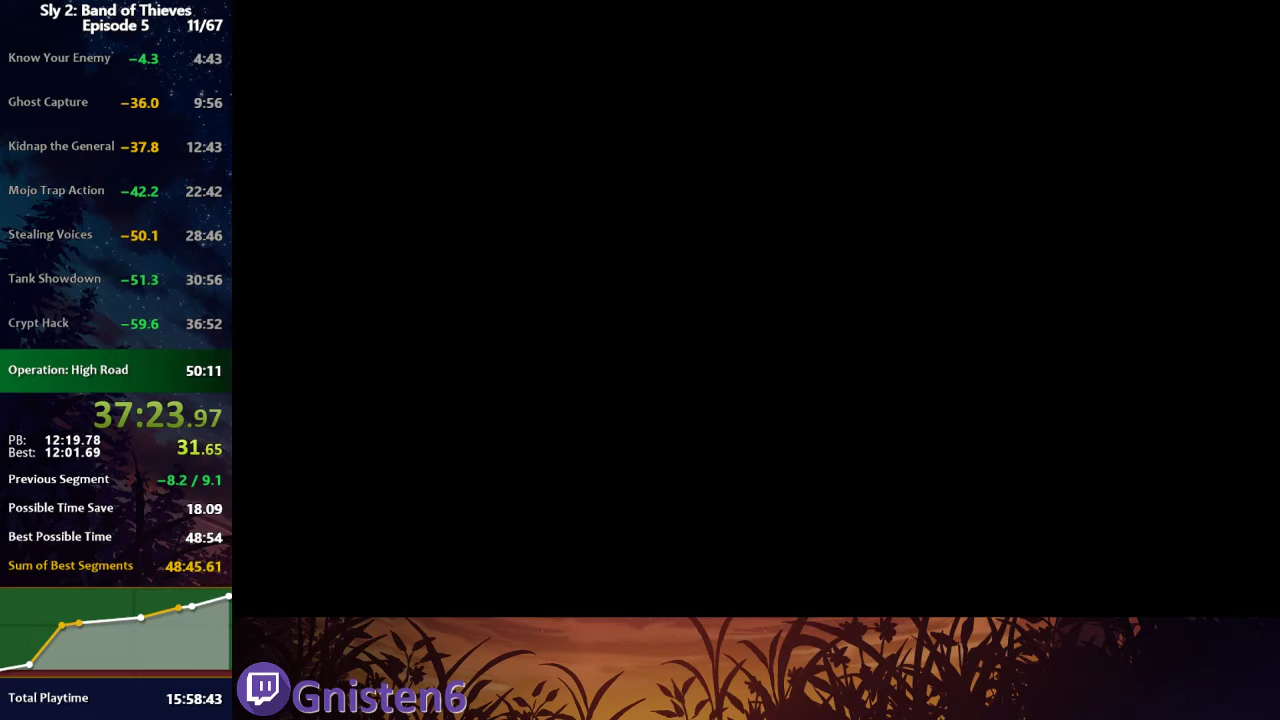 Sly 2: Band of Thieves
Episode 5 11/67
Know Your Enemy −4.3 4:43
Ghost Capture −36.0 9:56
Kidnap the General −37.8 12:43
Mojo Trap Action −42.2 22:42
Stealing Voices −50.1 28:46
Tank Showdown −51.3 30:56
Crypt Hack −59.6 36:52
Operation: High Road 50:11
37:23.97
PB: 12:19.78
Best: 12:01.69
31.65
Previous Segment −8.2 / 9.1
Possible Time Save 18.09
Best Possible Time 48:54
Sum of Best Segments 48:45.61
Total Playtime 15:58:43
Gnisten6